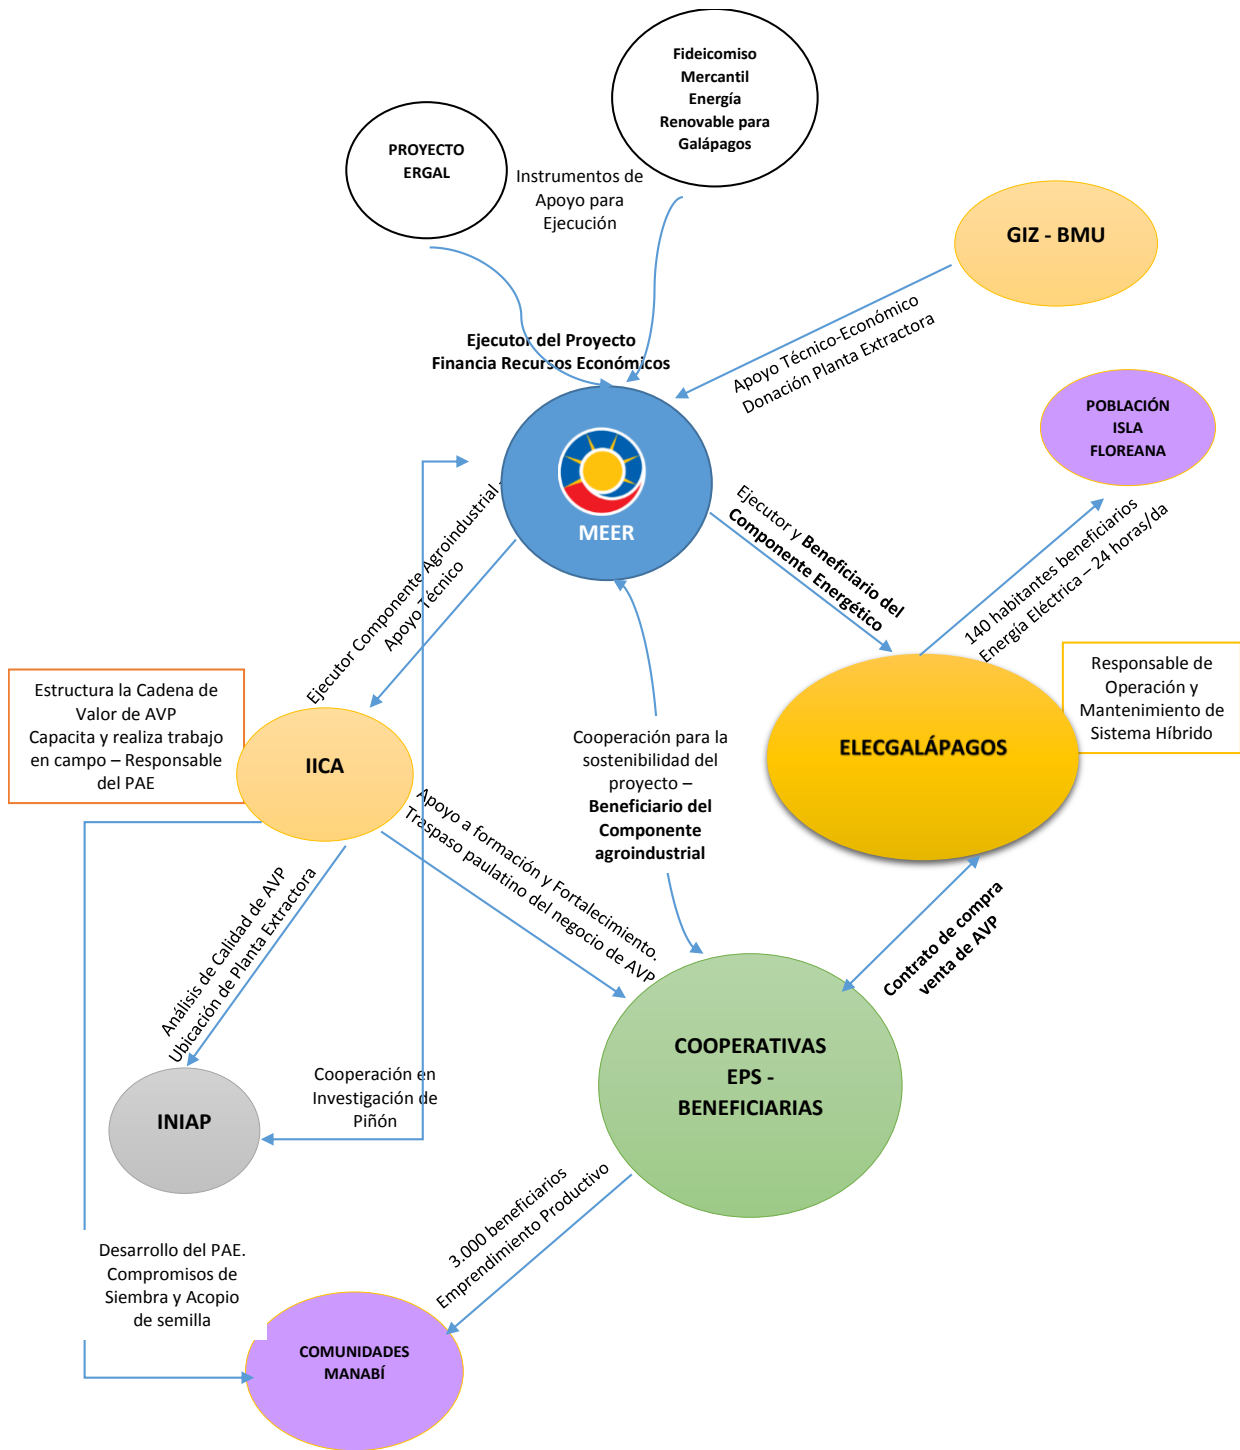 Fideicomiso
Mercantil
Energía
Renovable para
Galápagos
PROYECTO
ERGAL
Instrumentos de
Apoyo para
Ejecución
GIZ - BMU
Apoyo Técnico-Económico
Donación Planta Extractora
Ejecutor del Proyecto
Financia Recursos Económicos
POBLACIÓN
ISLA
FLOREANA
MEER
Ejecutor y Beneficiario del
Componente Energético
140 habitantes beneficiarios
Energía Eléctrica – 24 horas/da
Ejecutor Componente Agroindustrial -
Apoyo Técnico
Responsable de
Operación y
Mantenimiento de
Sistema Híbrido
Estructura la Cadena de
Valor de AVP
Capacita y realiza trabajo
en campo – Responsable
del PAE
IICA
Cooperación para la
sostenibilidad del
proyecto –
Beneficiario del
Componente
agroindustrial
ELECGALÁPAGOS
Apoyo a formación y Fortalecimiento.
Traspaso paulatino del negocio de AVP
Análisis de Calidad de AVP
Ubicación de Planta Extractora
Contrato de compra
venta de AVP
COOPERATIVAS
EPS -
BENEFICIARIAS
INIAP
Cooperación en
Investigación de
Piñón
3.000 beneficiarios
Emprendimiento Productivo
Desarrollo del PAE.
Compromisos de
Siembra y Acopio
de semilla
COMUNIDADES
MANABÍ